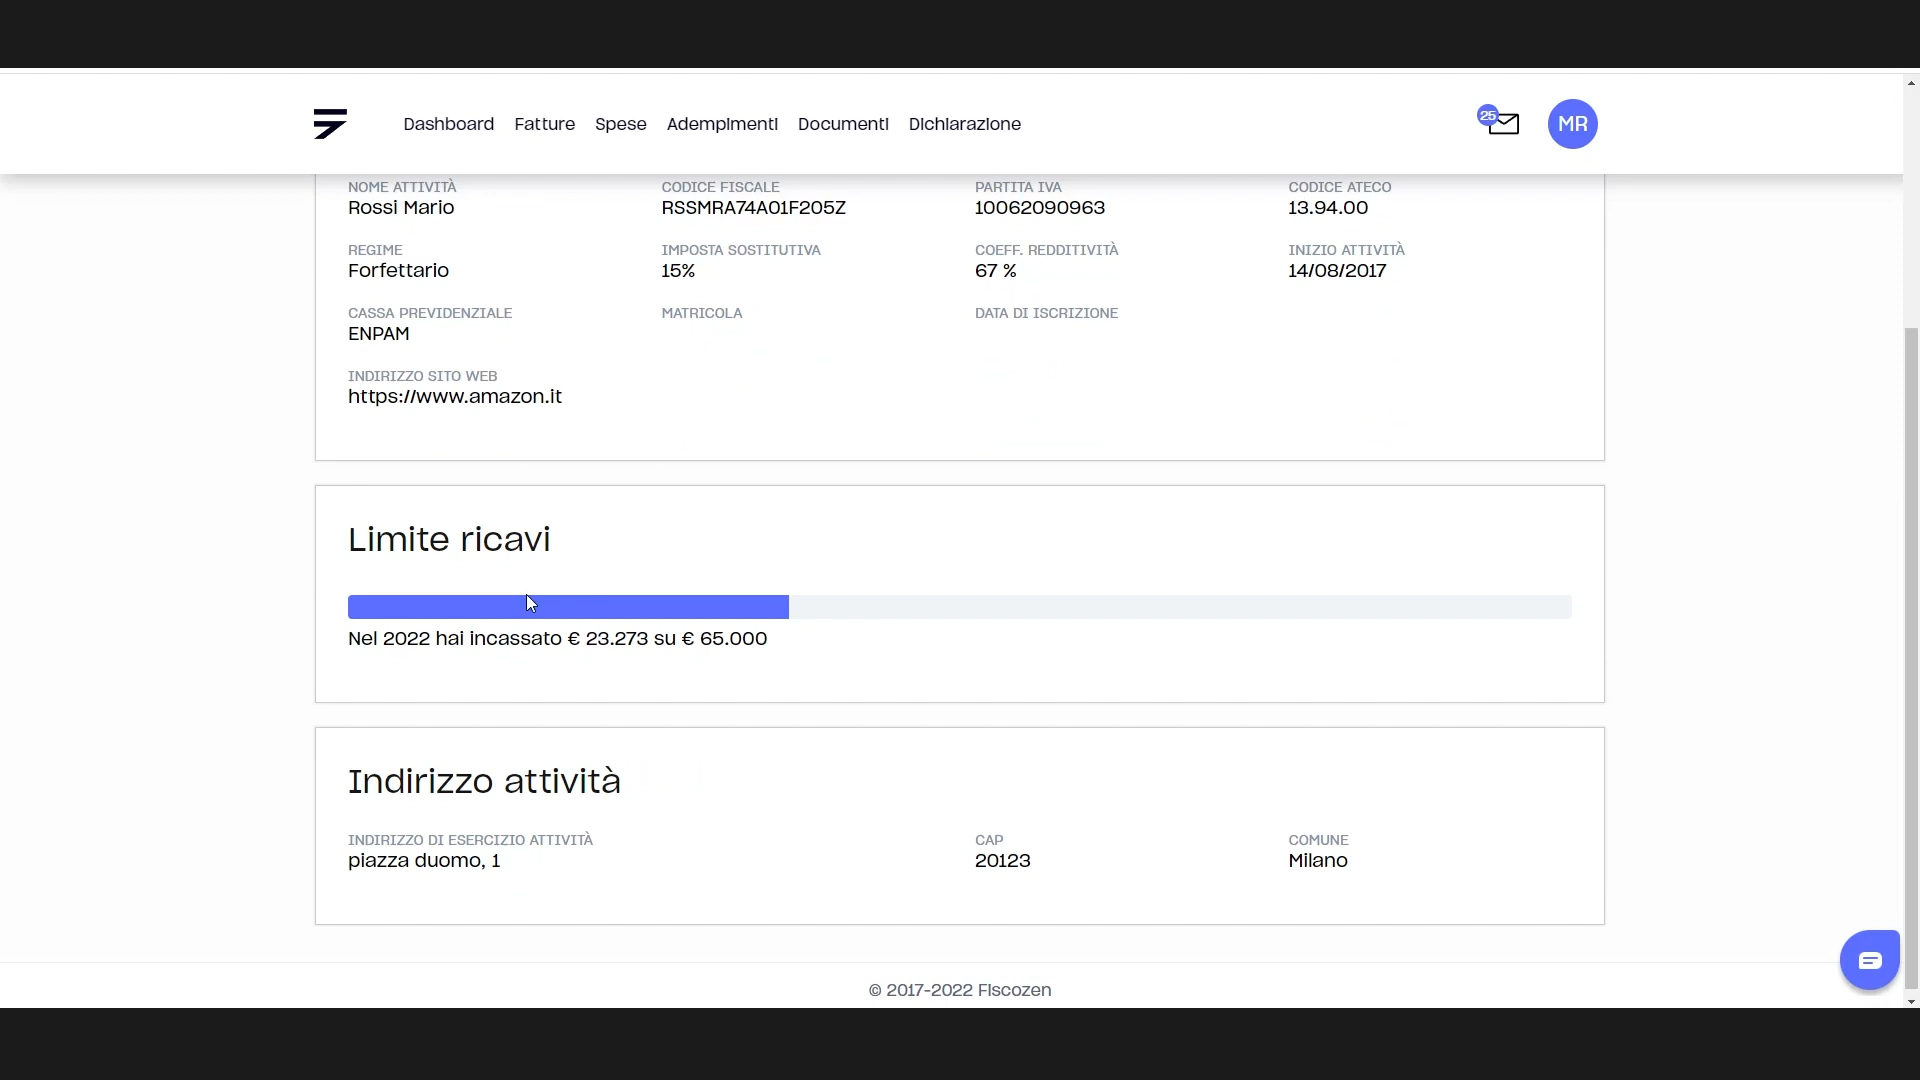 Dashboard Fatture Spese Adempimenti Documenti Dichiarazione 25 MR
NOME ATTIVITÀ CODICE FISCALE PARTITA IVA CODICE ATECO
Rossi Mario RSSMRA74A01F205Z 10062090963 13.94.00
REGIME IMPOSTA SOSTITUTIVA COEFF. REDDITIVITÀ INIZIO ATTIVITÀ
Forfettario 15% 67 % 14/08/2017
CASSA PREVIDENZIALE MATRICOLA DATA DI ISCRIZIONE
ENPAM
INDIRIZZO SITO WEB
https://www.amazon.it
Limite ricavi
Nel 2022 hai incassato € 23.273 su € 65.000
Indirizzo attività
INDIRIZZO DI ESERCIZIO ATTIVITÀ CAP COMUNE
piazza duomo, 1 20123 Milano
© 2017-2022 Fiscozen